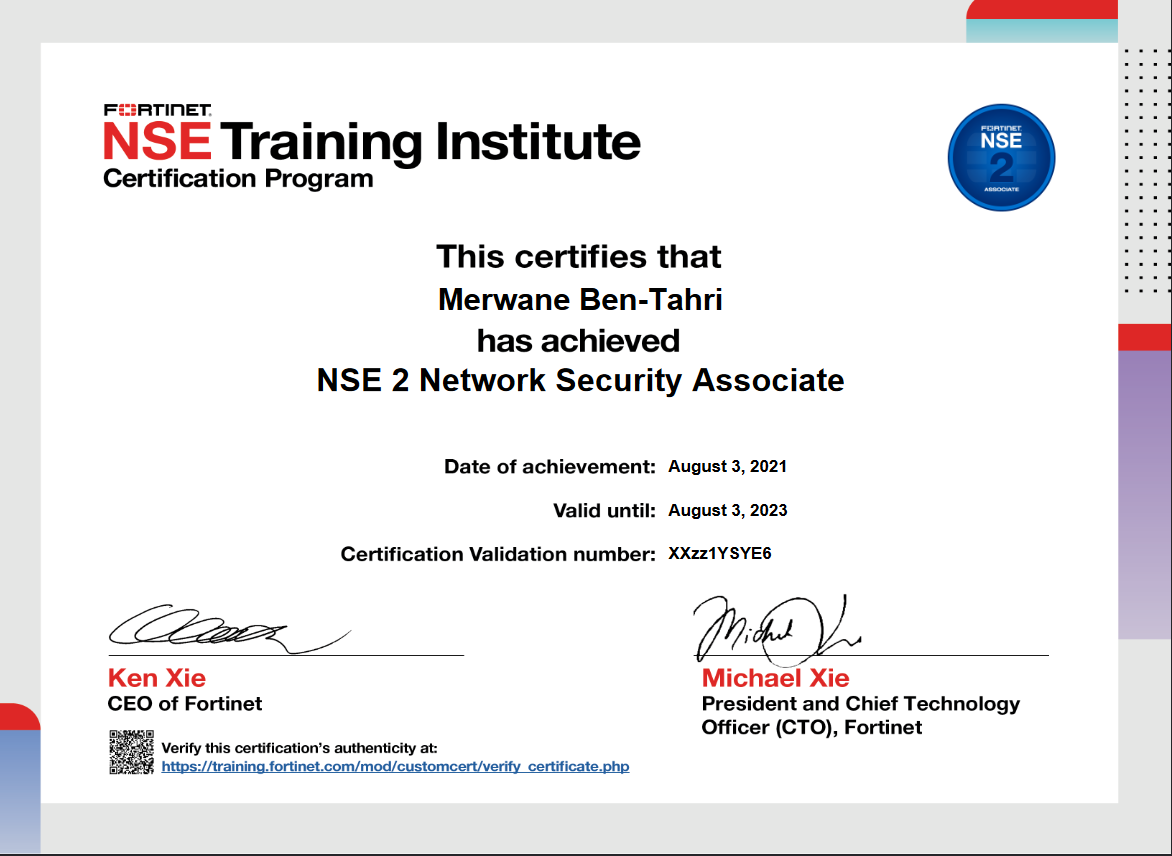 FORTINET
NSE Training Institute
Certification Program
FORTINET
NSE
2
ASSOCIATE
This certifies that
Merwane Ben-Tahri
has achieved
NSE 2 Network Security Associate
Date of achievement: August 3, 2021
Valid until: August 3, 2023
Certification Validation number: XXzz1YSYE6
Ken Xie
CEO of Fortinet
Michael Xie
President and Chief Technology
Officer (CTO), Fortinet
Verify this certification's authenticity at:
https://training.fortinet.com/mod/customcert/verify_certificate.php